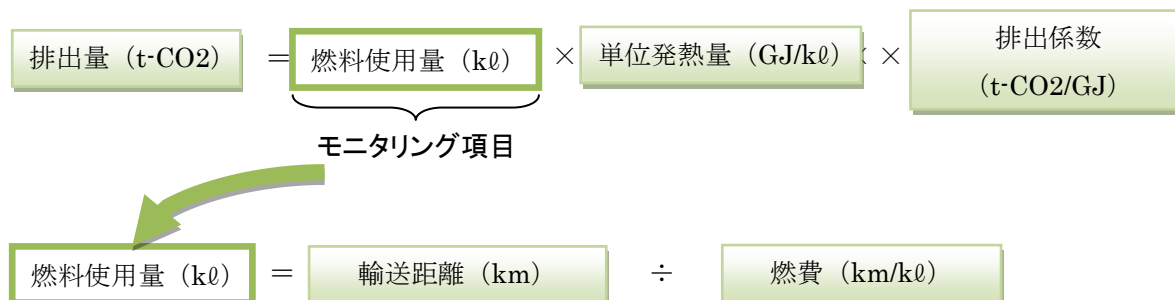 排出量（t-CO2） ＝ 燃料使用量（kℓ） × 単位発熱量（GJ/kℓ） × 排出係数（t-CO2/GJ）
モニタリング項目
燃料使用量（kℓ） ＝ 輸送距離（km） ÷ 燃費（km/kℓ）